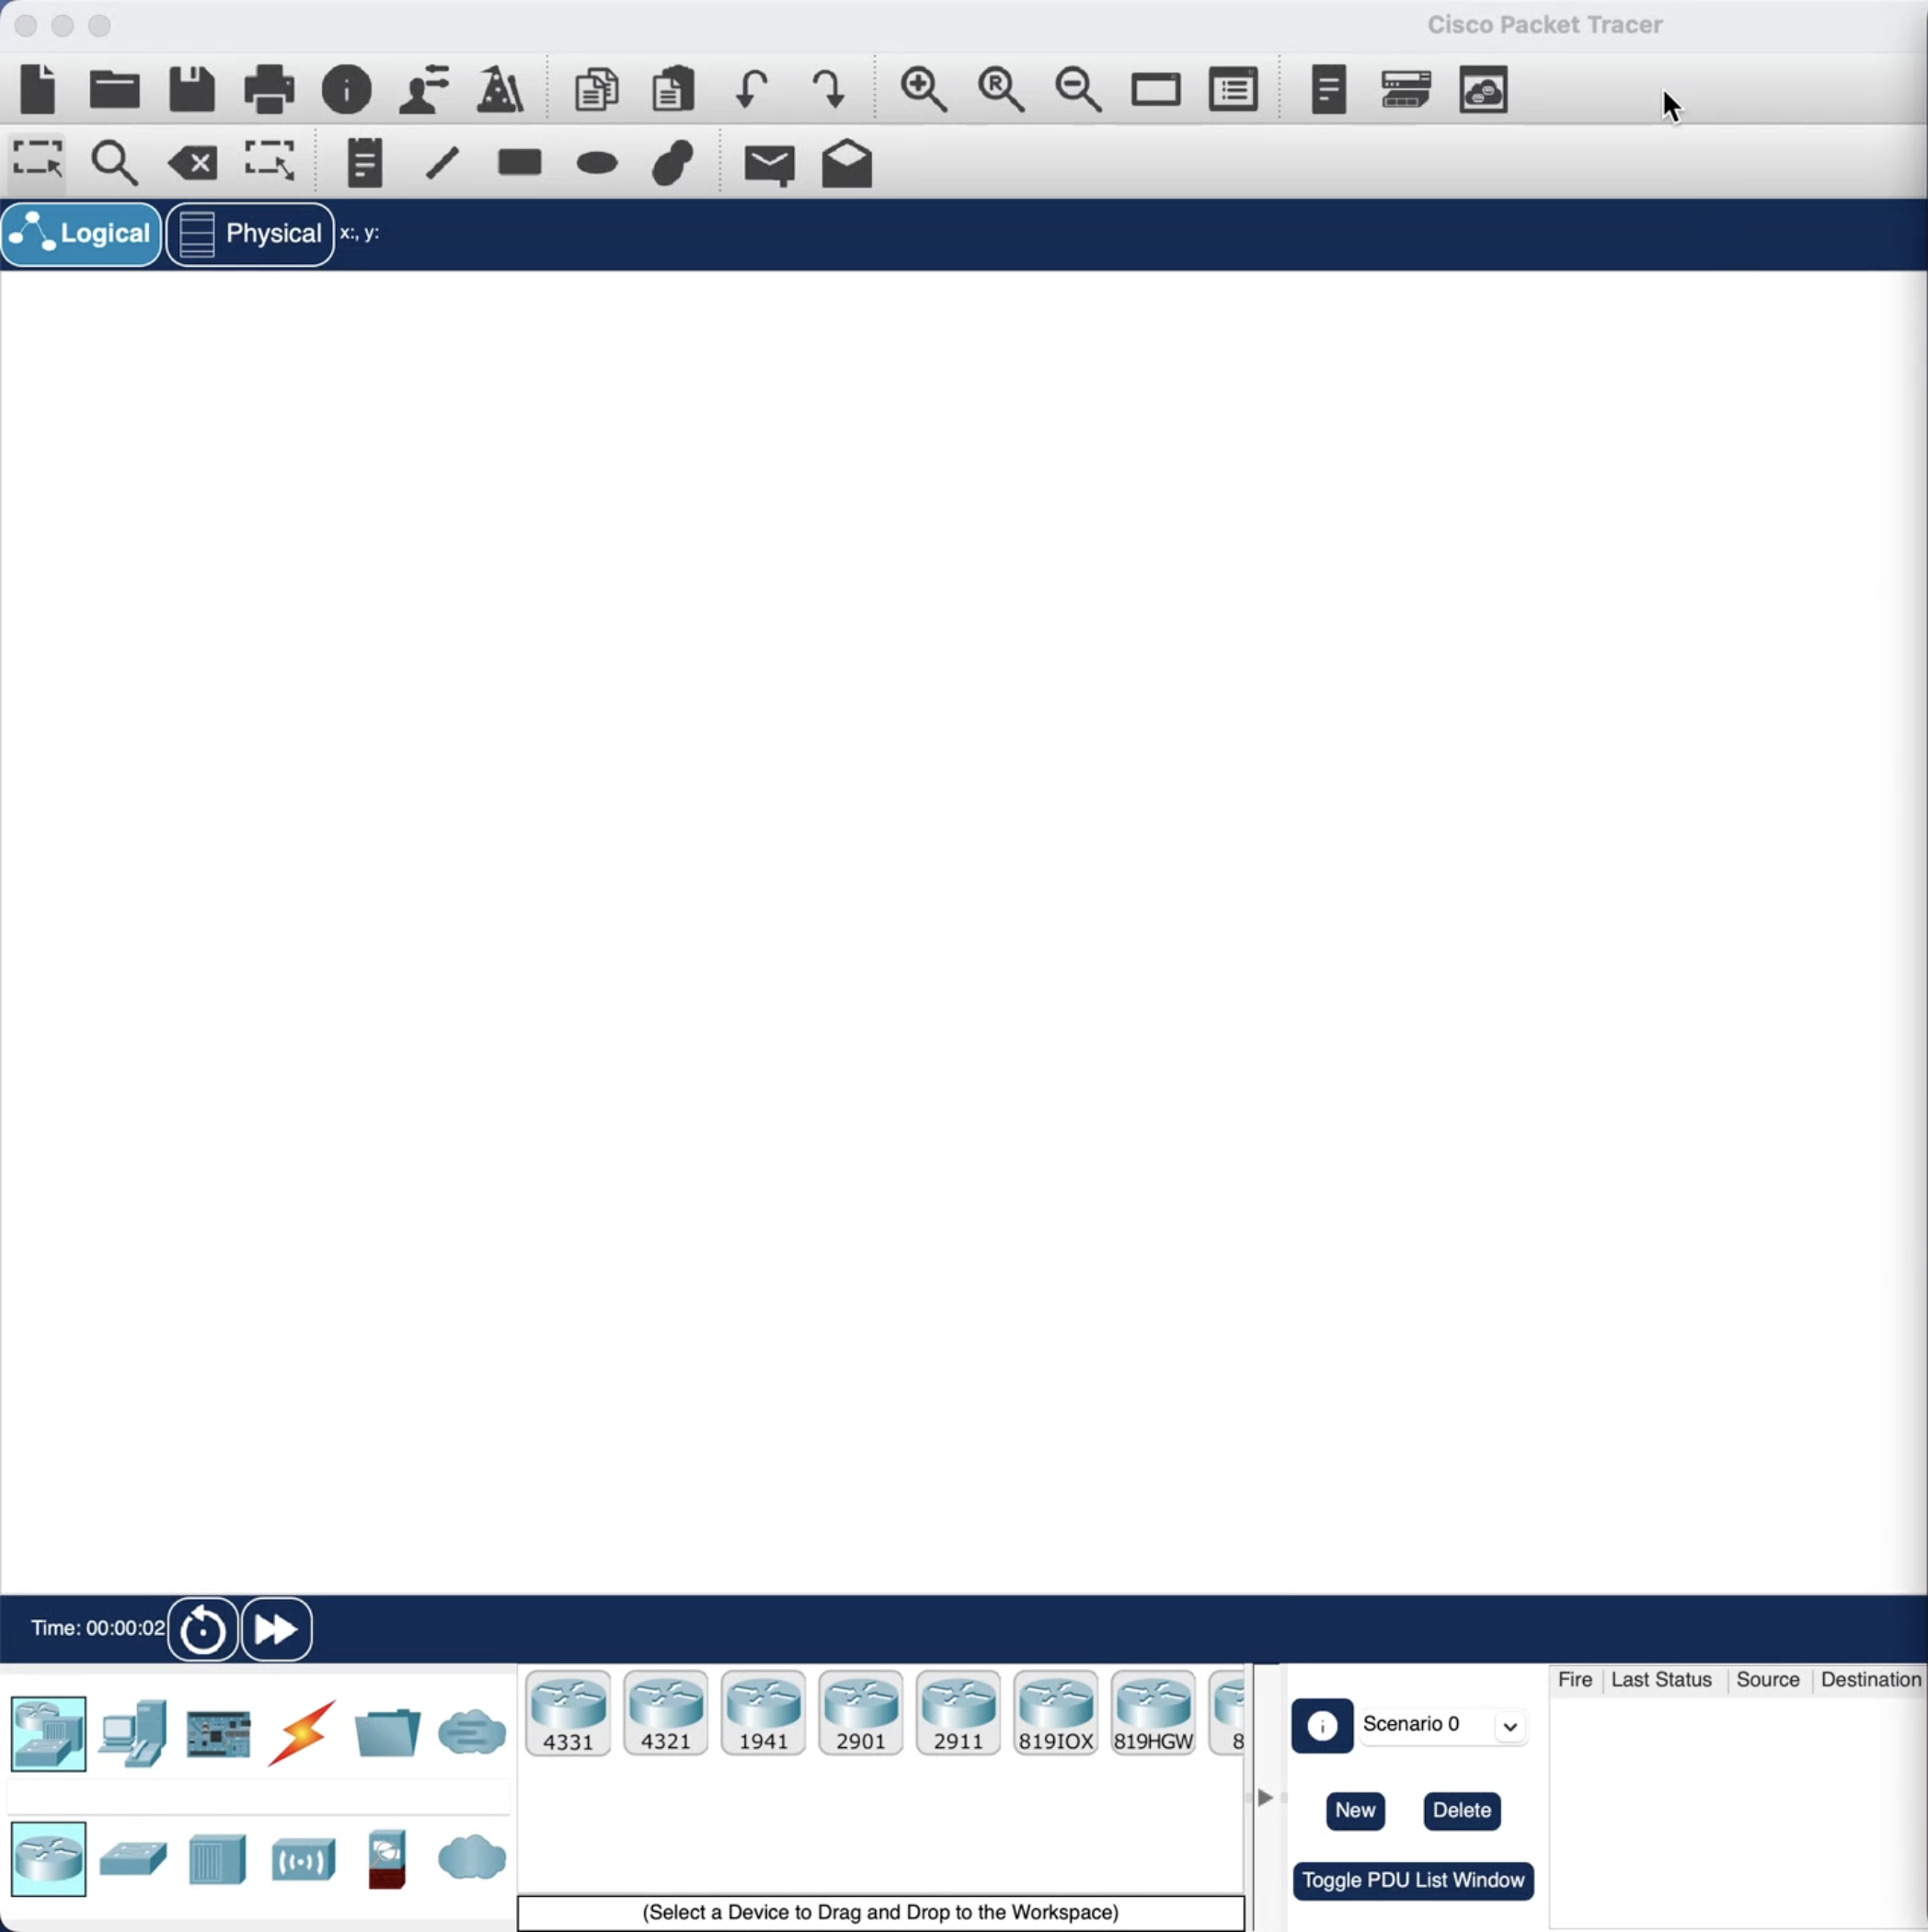 Cisco Packet Tracer
R
Logical Physical x:, y:
Time: 00:00:02
4331 4321 1941 2901 2911 819IOX 819HGW 8
Fire Last Status Source Destination
Scenario 0
New Delete
Toggle PDU List Window
(Select a Device to Drag and Drop to the Workspace)